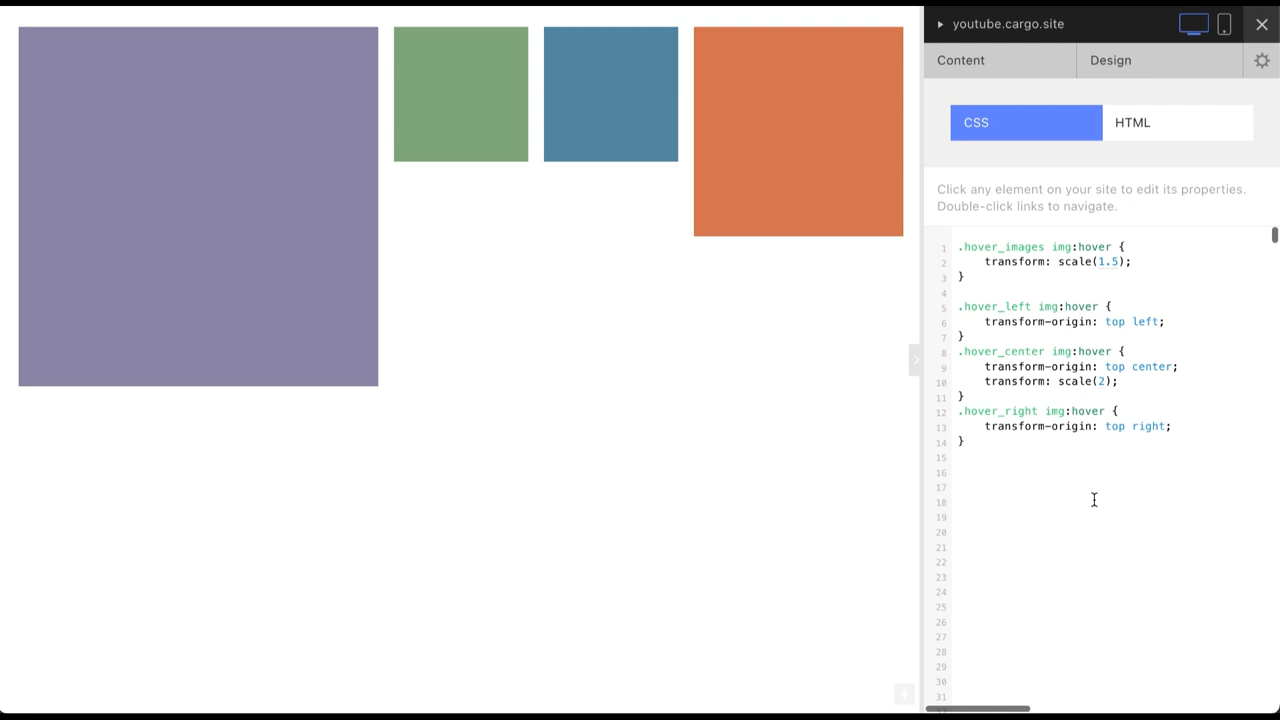 youtube.cargo.site
Content
Design
CSS
HTML
Click any element on your site to edit its properties.
Double-click links to navigate.
1 .hover_images img:hover {
2 transform: scale(1.5);
3 }
4
5 .hover_left img:hover {
6 transform-origin: top left;
7 }
8 .hover_center img:hover {
9 transform-origin: top center;
10 transform: scale(2);
11 }
12 .hover_right img:hover {
13 transform-origin: top right;
14 }
15
16
17
18
19
20
21
22
23
24
25
26
27
28
29
30
31